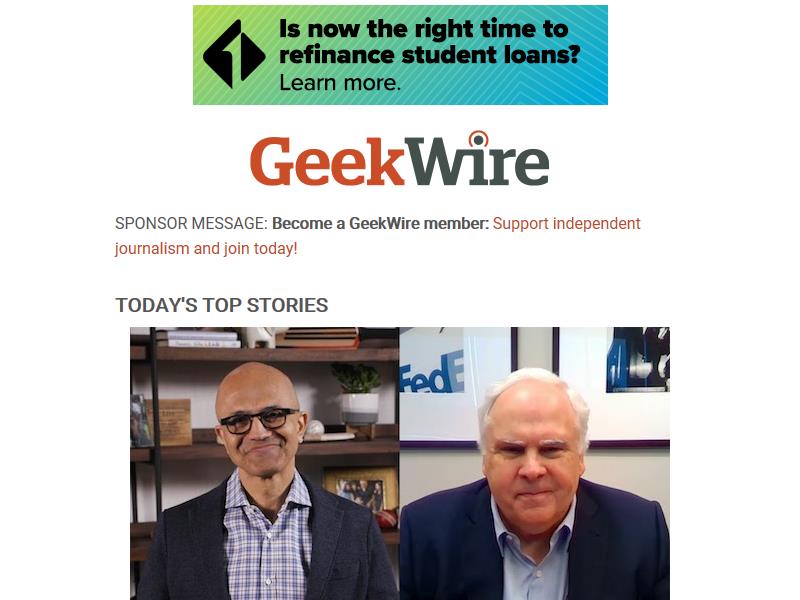 Is now the right time to
refinance student loans?
Learn more.
GeekWire
SPONSOR MESSAGE: Become a GeekWire member: Support independent
journalism and join today!
TODAY'S TOP STORIES
FedE